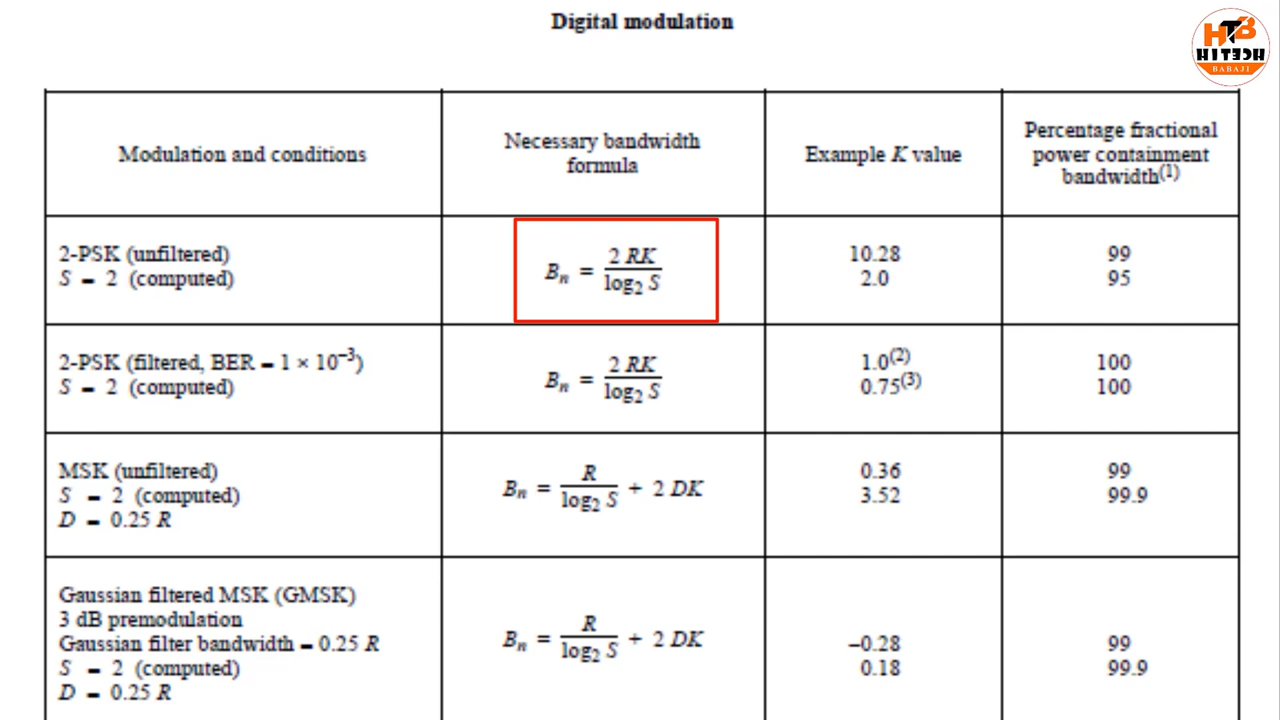 Digital modulation
HTB
HITECH
BABAJI
Modulation and conditions
Necessary bandwidth
formula
Example K value
Percentage fractional
power containment
bandwidth(1)
2-PSK (unfiltered)
S = 2 (computed)
Bn = 2 RK / log2 S
10.28
2.0
99
95
2-PSK (filtered, BER = 1 × 10–3)
S = 2 (computed)
Bn = 2 RK / log2 S
1.0(2)
0.75(3)
100
100
MSK (unfiltered)
S = 2 (computed)
D = 0.25 R
Bn = R / log2 S + 2 DK
0.36
3.52
99
99.9
Gaussian filtered MSK (GMSK)
3 dB premodulation
Gaussian filter bandwidth = 0.25 R
S = 2 (computed)
D = 0.25 R
Bn = R / log2 S + 2 DK
–0.28
0.18
99
99.9